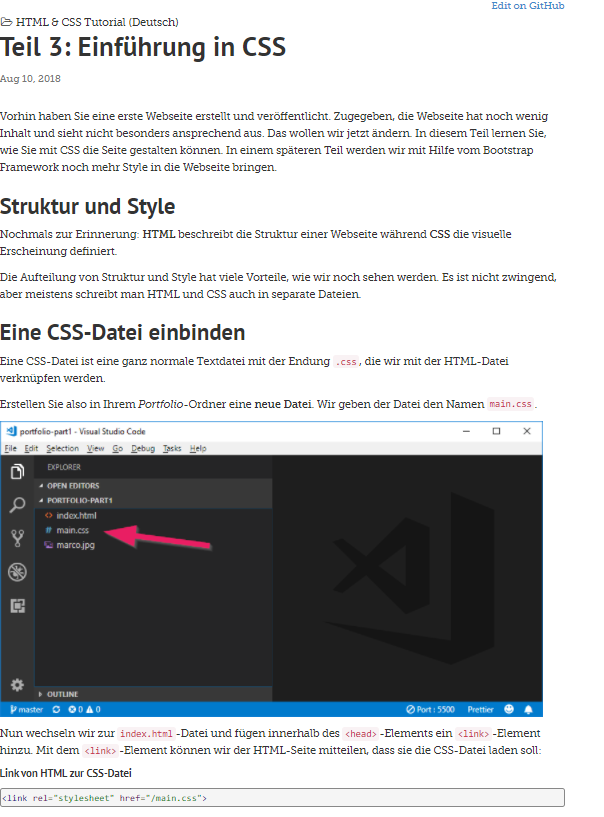 Edit on GitHub
HTML & CSS Tutorial (Deutsch)
Teil 3: Einführung in CSS
Aug 10, 2018
Vorhin haben Sie eine erste Webseite erstellt und veröffentlicht. Zugegeben, die Webseite hat noch wenig
Inhalt und sieht nicht besonders ansprechend aus. Das wollen wir jetzt ändern. In diesem Teil lernen Sie,
wie Sie mit CSS die Seite gestalten können. In einem späteren Teil werden wir mit Hilfe vom Bootstrap
Framework noch mehr Style in die Webseite bringen.
Struktur und Style
Nochmals zur Erinnerung: HTML beschreibt die Struktur einer Webseite während CSS die visuelle
Erscheinung definiert.
Die Aufteilung von Struktur und Style hat viele Vorteile, wie wir noch sehen werden. Es ist nicht zwingend,
aber meistens schreibt man HTML und CSS auch in separate Dateien.
Eine CSS-Datei einbinden
Eine CSS-Datei ist eine ganz normale Textdatei mit der Endung .css, die wir mit der HTML-Datei
verknüpfen werden.
Erstellen Sie also in Ihrem Portfolio-Ordner eine neue Datei. Wir geben der Datei den Namen main.css.
portfolio-part1 - Visual Studio Code
File Edit Selection View Go Debug Tasks Help
EXPLORER
OPEN EDITORS
PORTFOLIO-PART1
index.html
# main.css
marco.jpg
OUTLINE
master 0 0 Port : 5500 Prettier
Nun wechseln wir zur index.html-Datei und fügen innerhalb des <head>-Elements ein <link>-Element
hinzu. Mit dem <link>-Element können wir der HTML-Seite mitteilen, dass sie die CSS-Datei laden soll:
Link von HTML zur CSS-Datei
<link rel="stylesheet" href="/main.css">